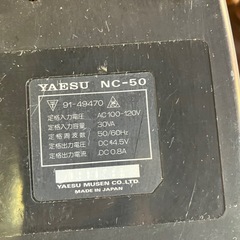 YAESU NC-50
91-49470
定格入力電圧 AC100-120V
定格入力容量 30VA
定格周波数 50/60Hz
定格出力電圧 DC14.5V
定格出力電流 DC0.8A
YAESU MUSEN CO.,LTD.
MADE IN JAPAN